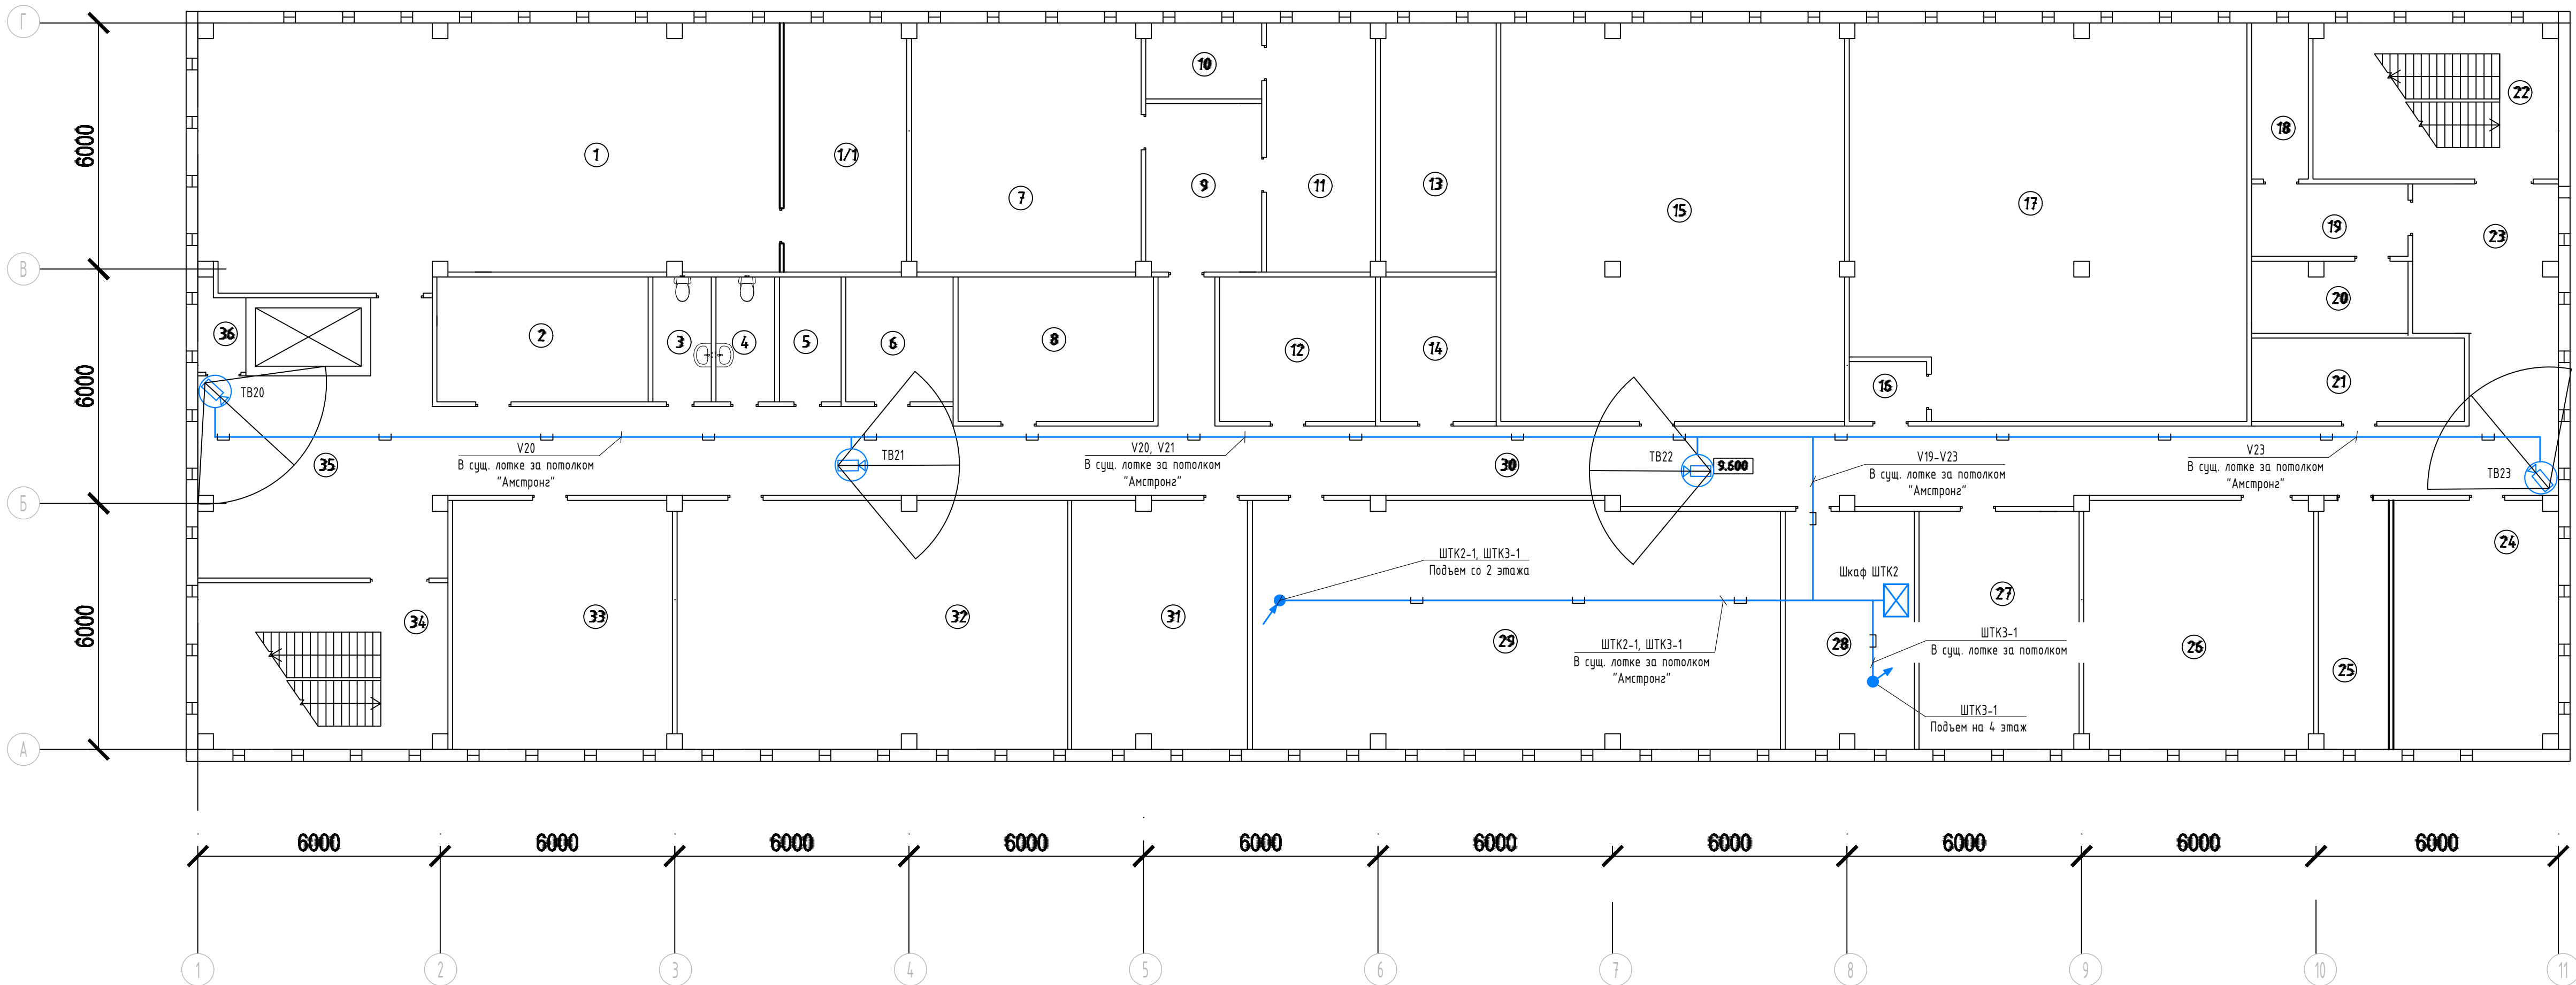 Г
10
22
18
6000
1
1/1
9
11
13
7
17
15
19
23
В
20
36
2
3
4
5
6
8
12
14
16
21
6000
ТВ20
V20
В сущ. лотке за потолком
"Амстронг"
ТВ21
V20, V21
В сущ. лотке за потолком
"Амстронг"
ТВ22
9.600
V19-V23
В сущ. лотке за потолком
"Амстронг"
V23
В сущ. лотке за потолком
"Амстронг"
ТВ23
35
30
Б
24
ШТК2-1, ШТК3-1
Подъем со 2 этажа
Шкаф ШТК2
27
6000
34
33
32
31
29
28
26
25
ШТК2-1, ШТК3-1
В сущ. лотке за потолком
"Амстронг"
ШТК3-1
В сущ. лотке за потолком
ШТК3-1
Подъем на 4 этаж
А
6000
6000
6000
6000
6000
6000
6000
6000
6000
6000
1
2
3
4
5
6
7
8
9
10
11